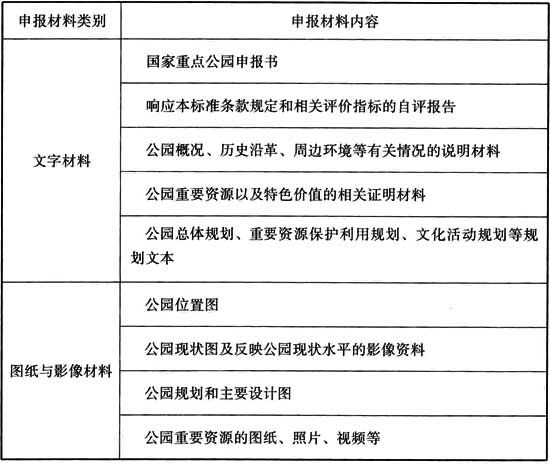 申报材料类别 申报材料内容
文字材料
国家重点公园申报书
响应本标准条款规定和相关评价指标的自评报告
公园概况、历史沿革、周边环境等有关情况的说明材料
公园重要资源以及特色价值的相关证明材料
公园总体规划、重要资源保护利用规划、文化活动规划等规
划文本
图纸与影像材料
公园位置图
公园现状图及反映公园现状水平的影像资料
公园规划和主要设计图
公园重要资源的图纸、照片、视频等